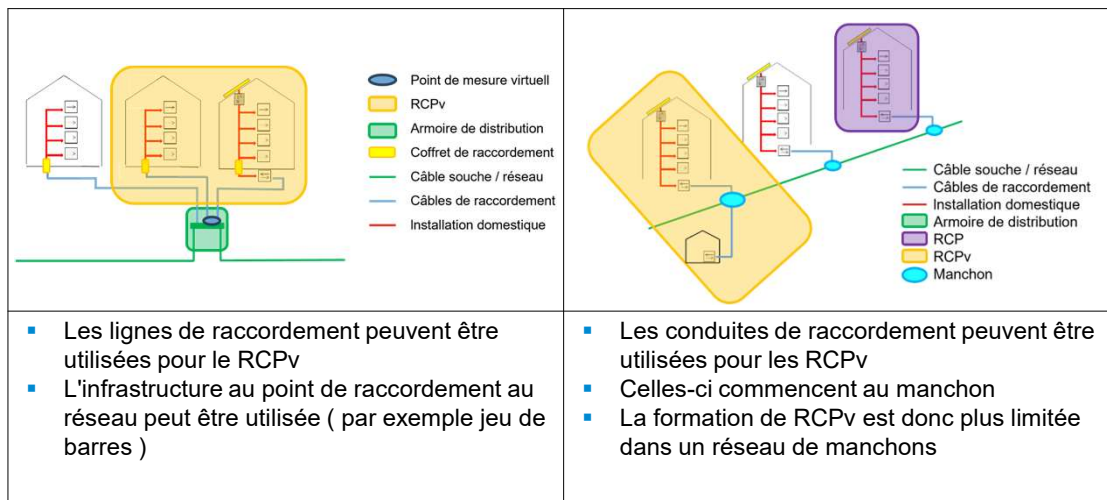 Point de mesure virtuell
RCPv
Armoire de distribution
Coffret de raccordement
Câble souche / réseau
Câbles de raccordement
Installation domestique
Câble souche / réseau
Câbles de raccordement
Installation domestique
Armoire de distribution
RCP
RCPv
Manchon
▪ Les lignes de raccordement peuvent être
utilisées pour le RCPv
▪ L'infrastructure au point de raccordement au
réseau peut être utilisée ( par exemple jeu de
barres )
▪ Les conduites de raccordement peuvent être
utilisées pour les RCPv
▪ Celles-ci commencent au manchon
▪ La formation de RCPv est donc plus limitée
dans un réseau de manchons